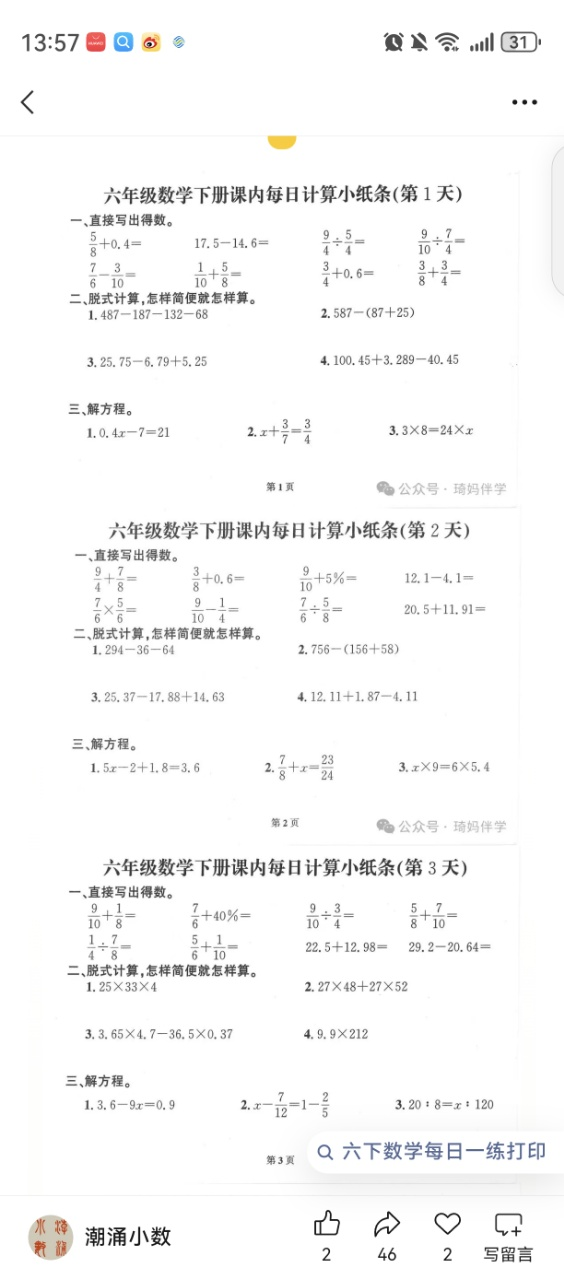 13:57
31
六年级数学下册课内每日计算小纸条(第1天)
一、直接写出得数。
5/8+0.4= 17.5-14.6= 9/4÷5/4= 9/10÷7/4=
7/6-3/10= 1/10+5/8= 3/4+0.6= 3/8+3/4=
二、脱式计算,怎样简便就怎样算。
1. 487-187-132-68 2. 587-(87+25)
3. 25.75-6.79+5.25 4. 100.45+3.289-40.45
三、解方程。
1. 0.4x-7=21 2. x+3/7=3/4 3. 3×8=24×x
第1页 公众号·琦妈伴学
六年级数学下册课内每日计算小纸条(第2天)
一、直接写出得数。
9/4+7/8= 3/8+0.6= 9/10+5%= 12.1-4.1=
7/6×5/6= 9/10-1/4= 7/6÷5/8= 20.5+11.91=
二、脱式计算,怎样简便就怎样算。
1. 294-36-64 2. 756-(156+58)
3. 25.37-17.88+14.63 4. 12.11+1.87-4.11
三、解方程。
1. 5x-2+1.8=3.6 2. 7/8+x=23/24 3. x×9=6×5.4
第2页 公众号·琦妈伴学
六年级数学下册课内每日计算小纸条(第3天)
一、直接写出得数。
9/10+1/8= 7/6+40%= 9/10÷3/4= 5/8+7/10=
1/4÷7/8= 5/6+1/10= 22.5+12.98= 29.2-20.64=
二、脱式计算,怎样简便就怎样算。
1. 25×33×4 2. 27×48+27×52
3. 3.65×4.7-36.5×0.37 4. 9.9×212
三、解方程。
1. 3.6-9x=0.9 2. x-7/12=1-2/5 3. 20∶8=x∶120
第3页 六下数学每日一练打印
潮涌小数
2 46 2 写留言